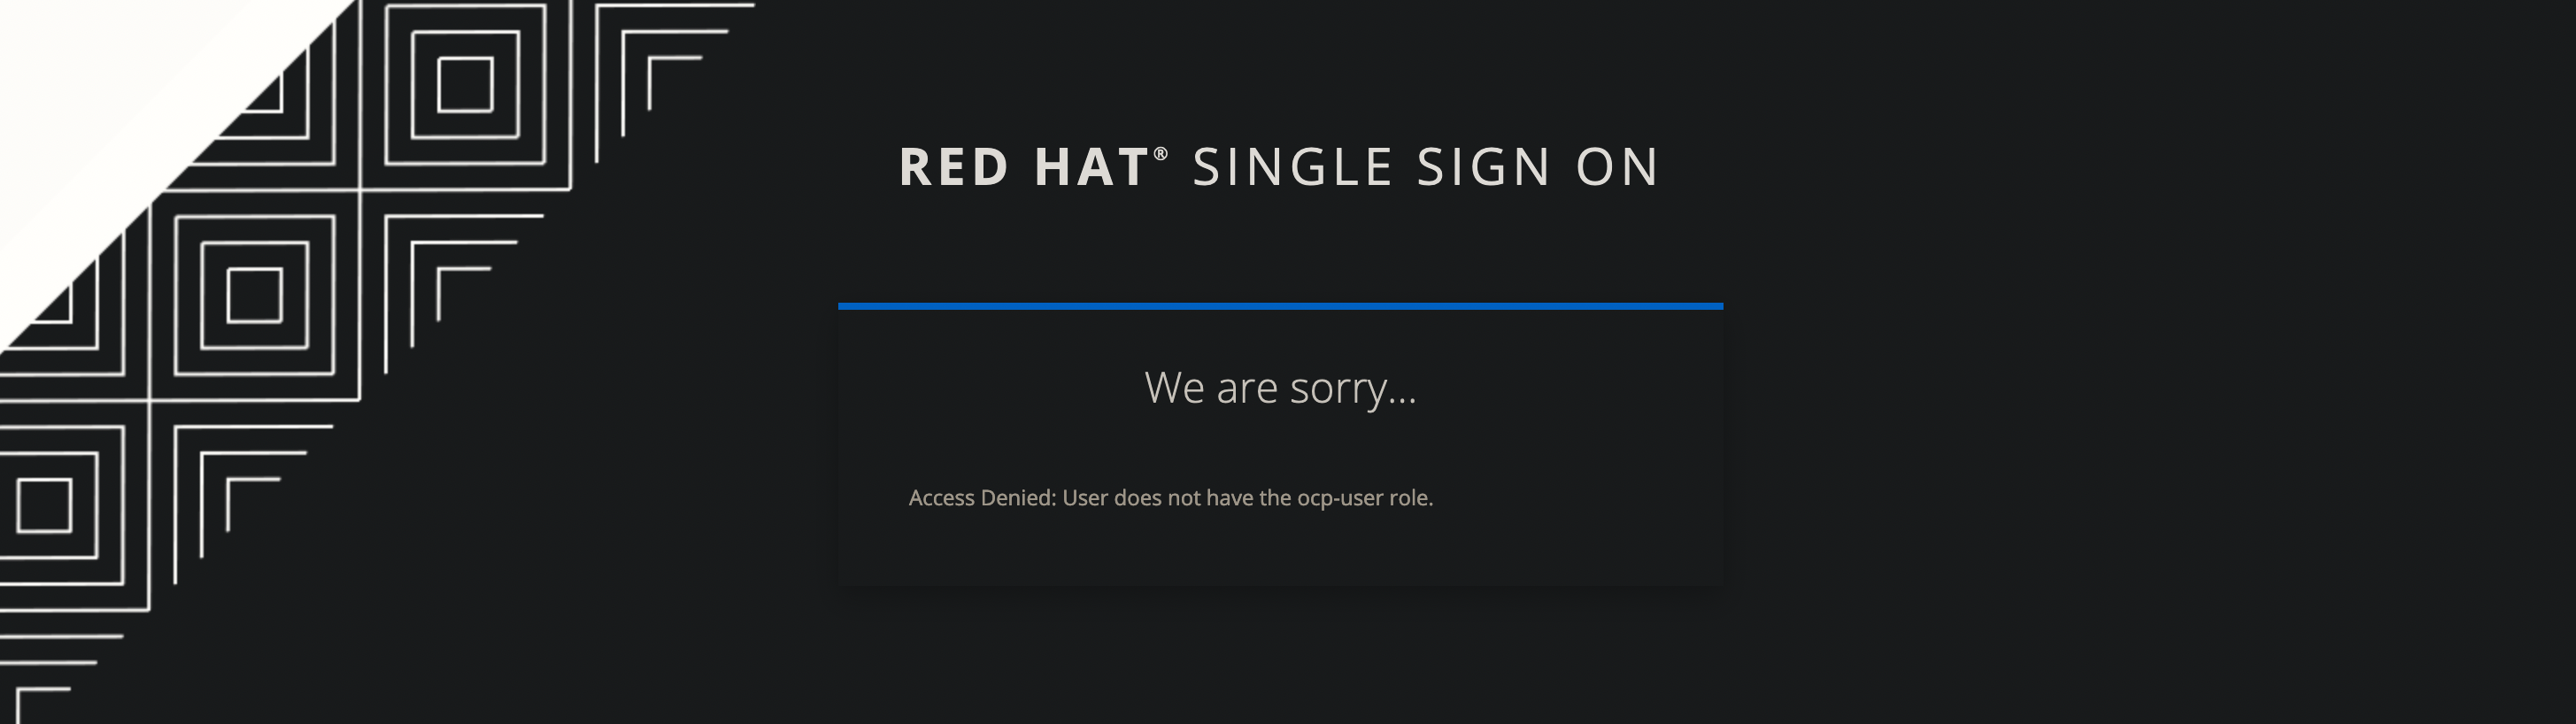 RED HAT® SINGLE SIGN ON
We are sorry...
Access Denied: User does not have the ocp-user role.